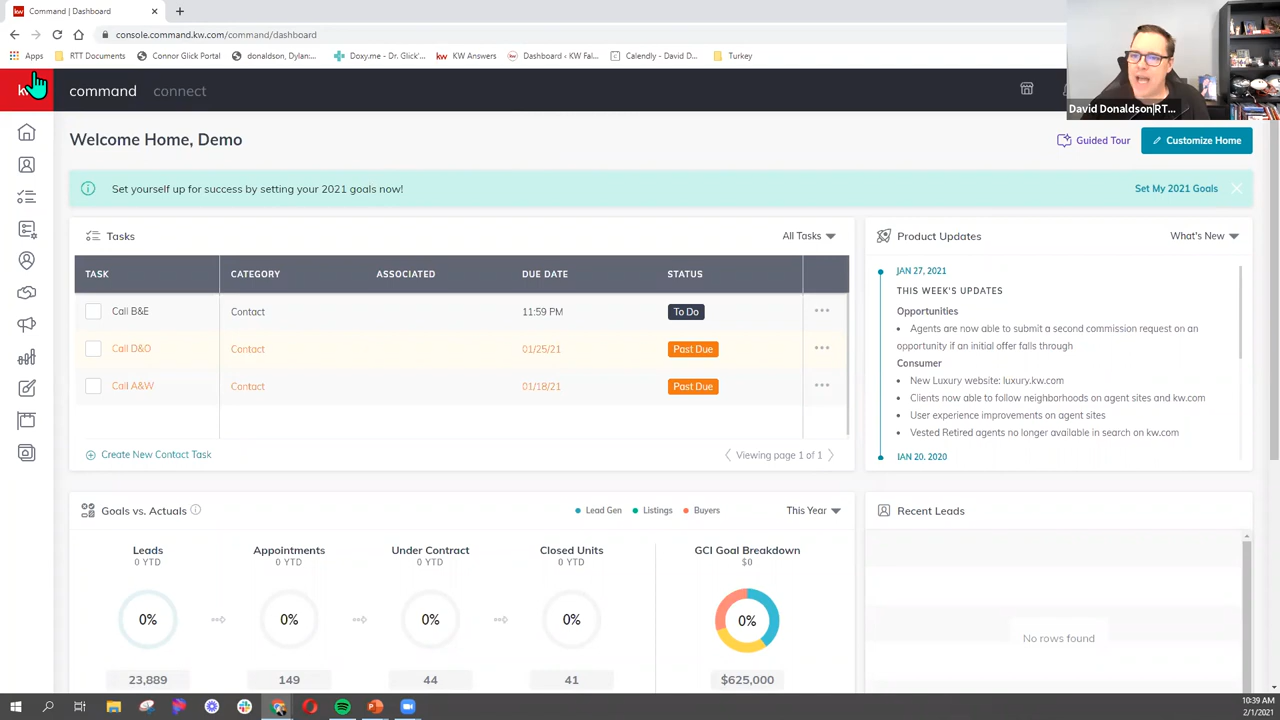 Command | Dashboard
console.command.kw.com/command/dashboard
Apps
RTT Documents
Connor Glick Portal
donaldson, Dylan:...
Doxy.me - Dr. Glick'...
KW Answers
Dashboard ‹ KW Fal...
Calendly - David D...
Turkey
David Donaldson|RT...
command
connect
Welcome Home, Demo
Guided Tour
Customize Home
Set yourself up for success by setting your 2021 goals now!
Set My 2021 Goals
Tasks
All Tasks
TASK CATEGORY ASSOCIATED DUE DATE STATUS
Call B&E Contact 11:59 PM To Do
Call D&O Contact 01/25/21 Past Due
Call A&W Contact 01/18/21 Past Due
Create New Contact Task
Viewing page 1 of 1
Product Updates
What's New
JAN 27, 2021
THIS WEEK'S UPDATES
Opportunities
Agents are now able to submit a second commission request on an
opportunity if an initial offer falls through
Consumer
New Luxury website: luxury.kw.com
Clients now able to follow neighborhoods on agent sites and kw.com
User experience improvements on agent sites
Vested Retired agents no longer available in search on kw.com
JAN 20, 2020
Goals vs. Actuals
Lead Gen
Listings
Buyers
This Year
Leads Appointments Under Contract Closed Units GCI Goal Breakdown
0 YTD 0 YTD 0 YTD 0 YTD $0
0% 0% 0% 0% 0%
23,889 149 44 41 $625,000
Recent Leads
No rows found
10:39 AM
2/1/2021